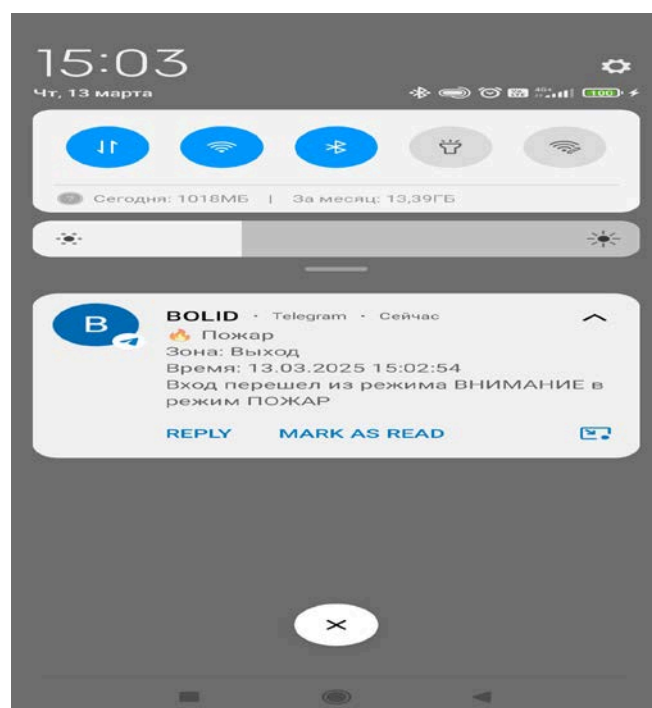 15:03
Чт, 13 марта
100
Сегодня: 1018МБ | За месяц: 13,39ГБ
B
BOLID · Telegram · Сейчас
🔥 Пожар
Зона: Выход
Время: 13.03.2025 15:02:54
Вход перешел из режима ВНИМАНИЕ в
режим ПОЖАР
REPLY MARK AS READ